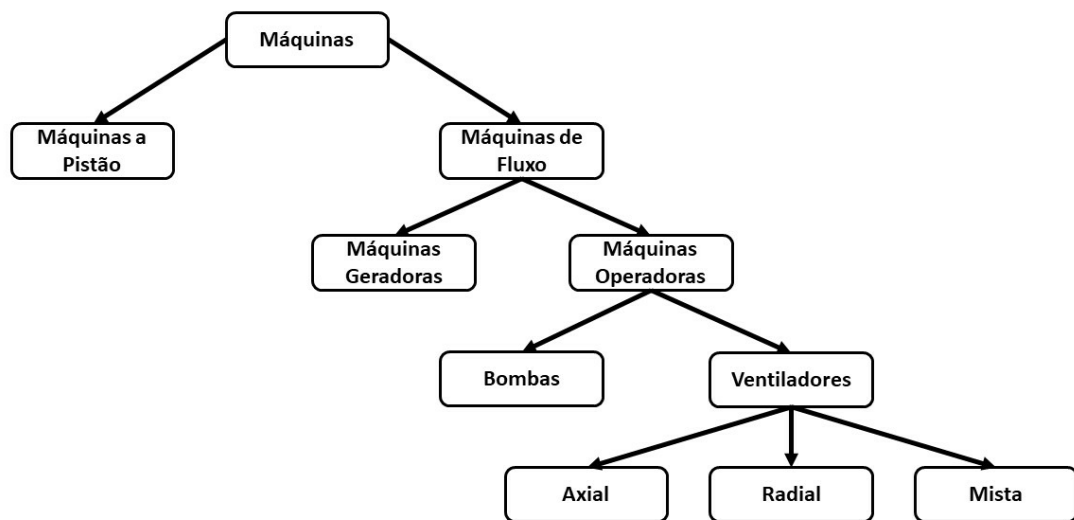 Máquinas
Máquinas a
Pistão
Máquinas de
Fluxo
Máquinas
Geradoras
Máquinas
Operadoras
Bombas
Ventiladores
Axial
Radial
Mista